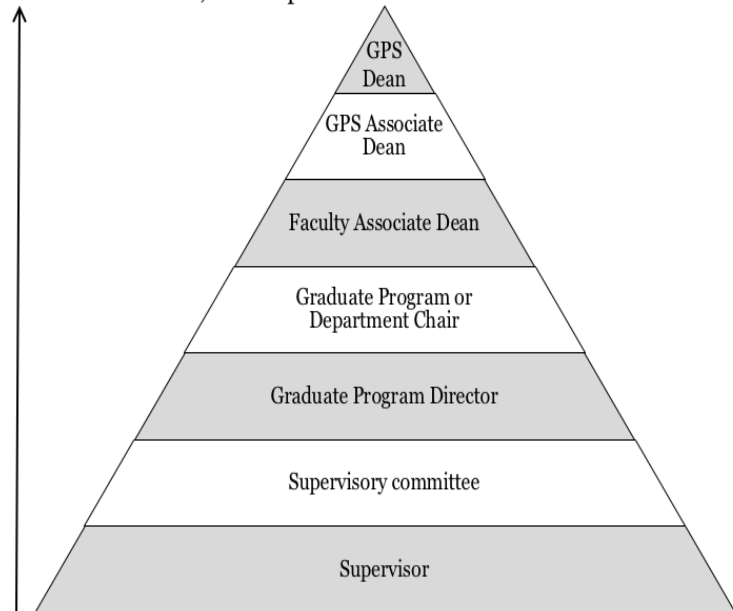 GPS
Dean
GPS Associate
Dean
Faculty Associate Dean
Graduate Program or
Department Chair
Graduate Program Director
Supervisory committee
Supervisor